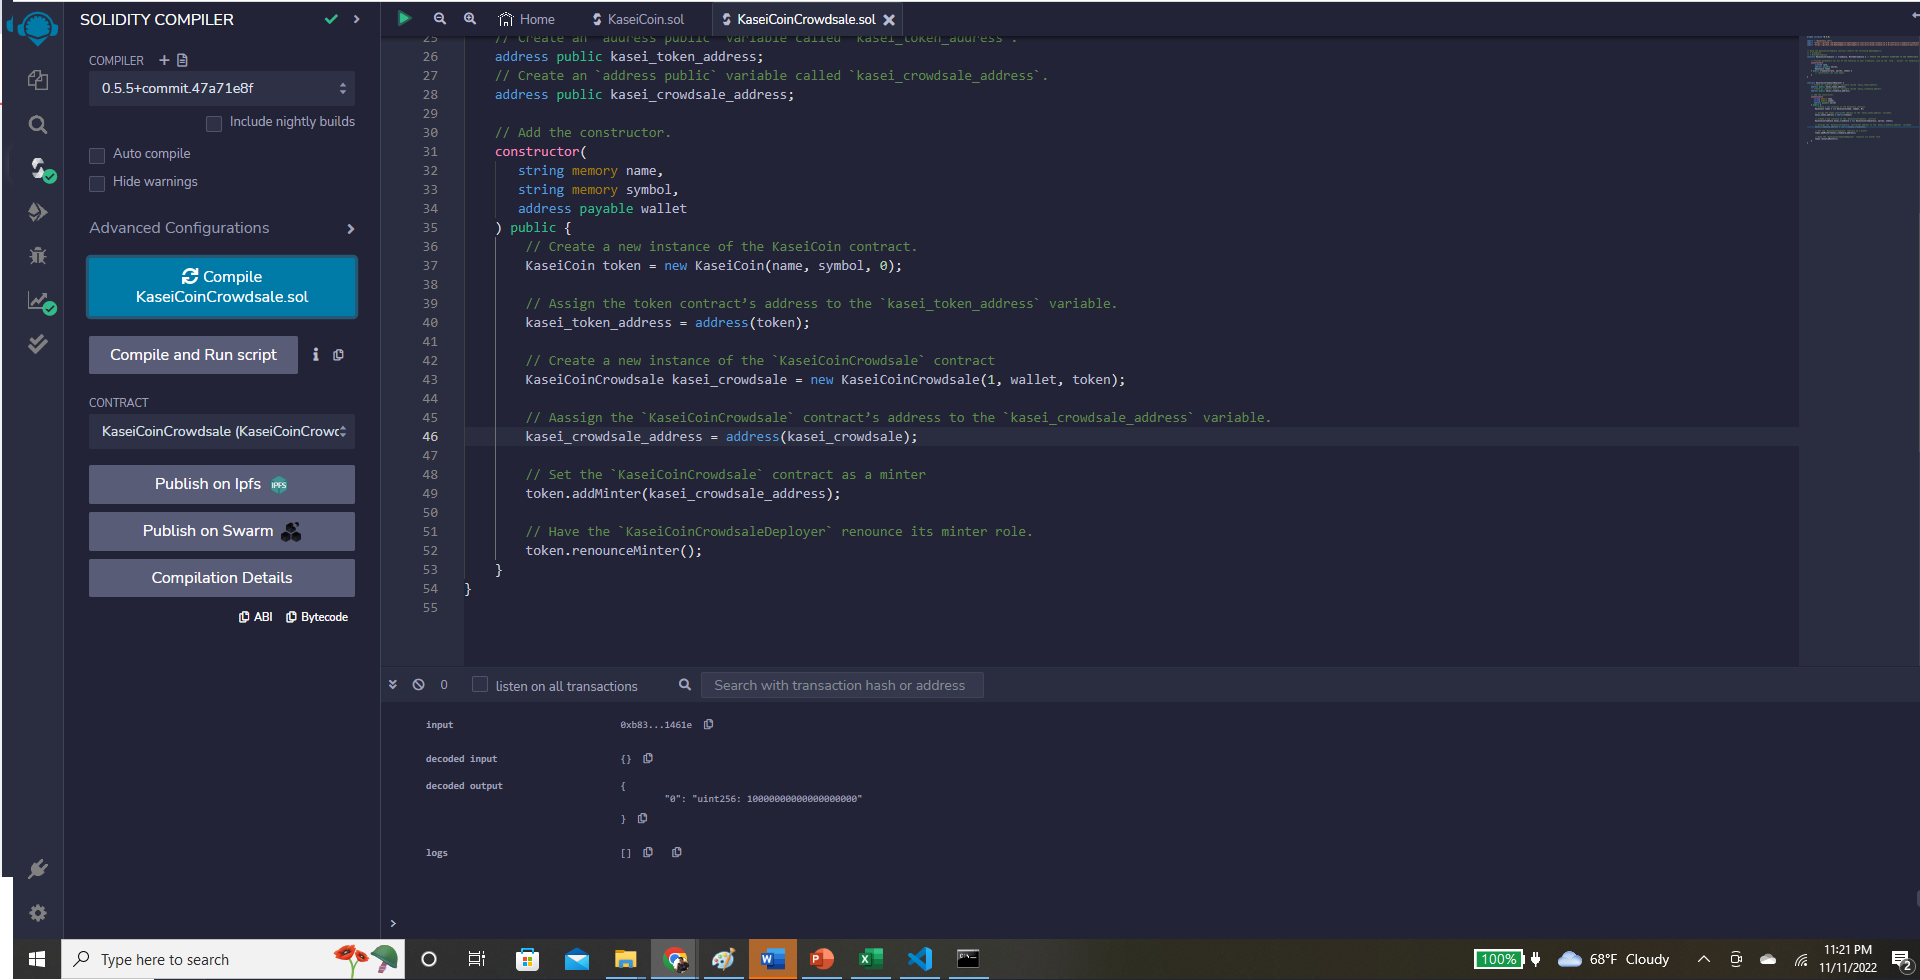 SOLIDITY COMPILER
COMPILER
0.5.5+commit.47a71e8f
Include nightly builds
Auto compile
Hide warnings
Advanced Configurations
Compile
KaseiCoinCrowdsale.sol
Compile and Run script
CONTRACT
KaseiCoinCrowdsale (KaseiCoinCrowd
Publish on Ipfs IPFS
Publish on Swarm
Compilation Details
ABI Bytecode
Home KaseiCoin.sol KaseiCoinCrowdsale.sol
25 // Create an `address public` variable called `kasei_token_address`.
26 address public kasei_token_address;
27 // Create an `address public` variable called `kasei_crowdsale_address`.
28 address public kasei_crowdsale_address;
29
30 // Add the constructor.
31 constructor(
32 string memory name,
33 string memory symbol,
34 address payable wallet
35 ) public {
36 // Create a new instance of the KaseiCoin contract.
37 KaseiCoin token = new KaseiCoin(name, symbol, 0);
38
39 // Assign the token contract’s address to the `kasei_token_address` variable.
40 kasei_token_address = address(token);
41
42 // Create a new instance of the `KaseiCoinCrowdsale` contract
43 KaseiCoinCrowdsale kasei_crowdsale = new KaseiCoinCrowdsale(1, wallet, token);
44
45 // Aassign the `KaseiCoinCrowdsale` contract’s address to the `kasei_crowdsale_address` variable.
46 kasei_crowdsale_address = address(kasei_crowdsale);
47
48 // Set the `KaseiCoinCrowdsale` contract as a minter
49 token.addMinter(kasei_crowdsale_address);
50
51 // Have the `KaseiCoinCrowdsaleDeployer` renounce its minter role.
52 token.renounceMinter();
53 }
54 }
55
0 listen on all transactions Search with transaction hash or address
input 0xb83...1461e
decoded input {}
decoded output {
"0": "uint256: 10000000000000000000"
}
logs []
>
Type here to search
100% 68°F Cloudy
11:21 PM
11/11/2022
2